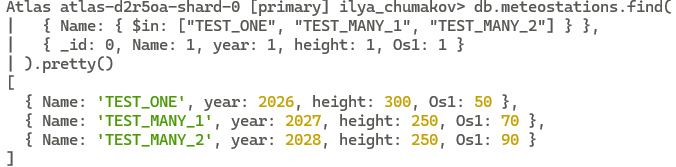 Atlas atlas-d2r5oa-shard-0 [primary] ilya_chumakov> db.meteostations.find(
|   { Name: { $in: ["TEST_ONE", "TEST_MANY_1", "TEST_MANY_2"] } },
|   { _id: 0, Name: 1, year: 1, height: 1, Os1: 1 }
| ).pretty()
[
  { Name: 'TEST_ONE', year: 2026, height: 300, Os1: 50 },
  { Name: 'TEST_MANY_1', year: 2027, height: 250, Os1: 70 },
  { Name: 'TEST_MANY_2', year: 2028, height: 250, Os1: 90 }
]